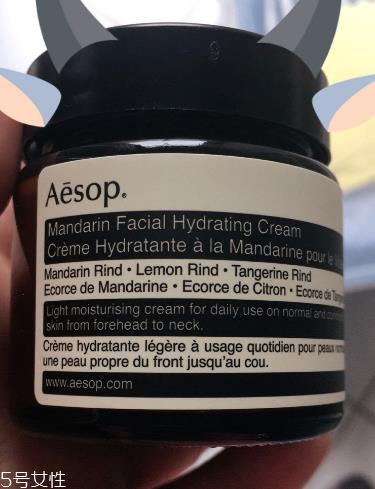 Aēsop.
Mandarin Facial Hydrating Cream
Crème Hydratante à la Mandarine pour le
Mandarin Rind • Lemon Rind • Tangerine Rind
Ecorce de Mandarine • Ecorce de Citron • Ecorce de
Light moisturising cream for daily use on normal and
skin from forehead to neck.
Crème hydratante légère à usage quotidien pour peaux
une peau propre du front jusqu'au cou.
www.aesop.com
5号女性